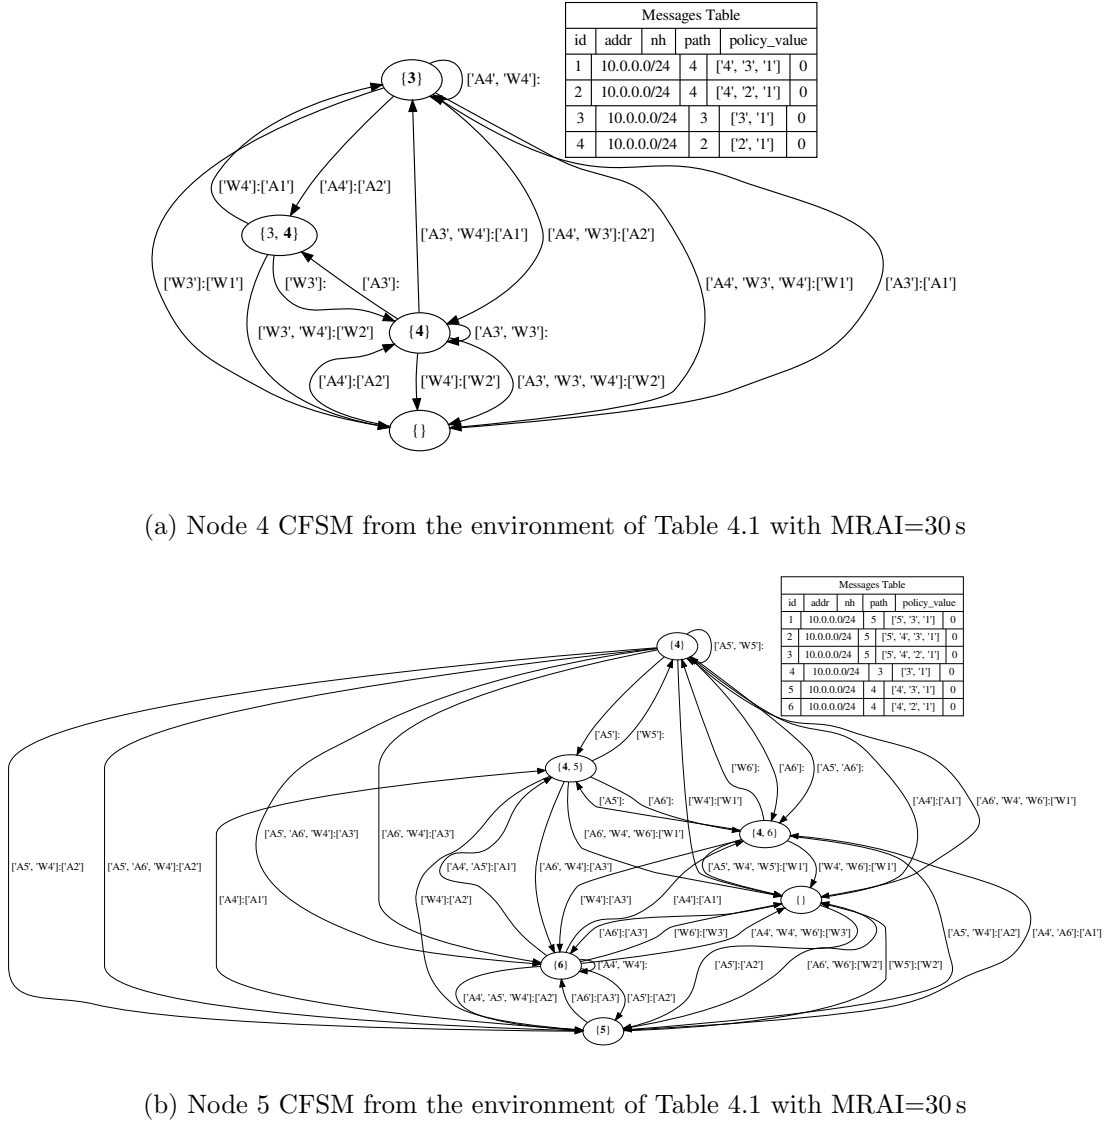 Messages Table
id addr nh path policy_value
1 10.0.0.0/24 4 ['4', '3', '1'] 0
2 10.0.0.0/24 4 ['4', '2', '1'] 0
3 10.0.0.0/24 3 ['3', '1'] 0
4 10.0.0.0/24 2 ['2', '1'] 0
{3}
['A4', 'W4']:
['W4']:['A1']
['A4']:['A2']
{3, 4}
['A3', 'W4']:['A1']
['A4', 'W3']:['A2']
['W3']:['W1']
['W3']:
['A3']:
['A4', 'W3', 'W4']:['W1']
['A3']:['A1']
['W3', 'W4']:['W2']
{4}
['A3', 'W3']:
['A4']:['A2']
['W4']:['W2']
['A3', 'W3', 'W4']:['W2']
{}
(a) Node 4 CFSM from the environment of Table 4.1 with MRAI=30 s
Messages Table
id addr nh path policy_value
1 10.0.0.0/24 5 ['5', '3', '1'] 0
2 10.0.0.0/24 5 ['5', '4', '3', '1'] 0
3 10.0.0.0/24 5 ['5', '4', '2', '1'] 0
4 10.0.0.0/24 3 ['3', '1'] 0
5 10.0.0.0/24 4 ['4', '3', '1'] 0
6 10.0.0.0/24 4 ['4', '2', '1'] 0
{4}
['A5', 'W5']:
['A5']:
['W5']:
{4, 5}
['W6']:
['A6']:
['A5', 'A6']:
['A5']:
['A6']:
['W4']:['W1']
['A4']:['A1']
['A6', 'W4', 'W6']:['W1']
['A5', 'A6', 'W4']:['A3']
['A6', 'W4']:['A3']
['A6', 'W4', 'W6']:['W1']
{4, 6}
['A5', 'W4']:['A2']
['A5', 'A6', 'W4']:['A2']
['A4', 'A5']:['A1']
['A6', 'W4']:['A3']
['A5', 'W4', 'W5']:['W1']
['W4', 'W6']:['W1']
['A4']:['A1']
['W4']:['A2']
['W4']:['A3']
['A4']:['A1']
{}
['A6']:['A3']
['W6']:['W3']
['A4', 'W4', 'W6']:['W3']
['A5', 'W4']:['A2']
['A4', 'A6']:['A1']
{6}
['A4', 'W4']:
['A5']:['A2']
['A6', 'W6']:['W2']
['W5']:['W2']
['A4', 'A5', 'W4']:['A2']
['A6']:['A3']
['A5']:['A2']
{5}
(b) Node 5 CFSM from the environment of Table 4.1 with MRAI=30 s